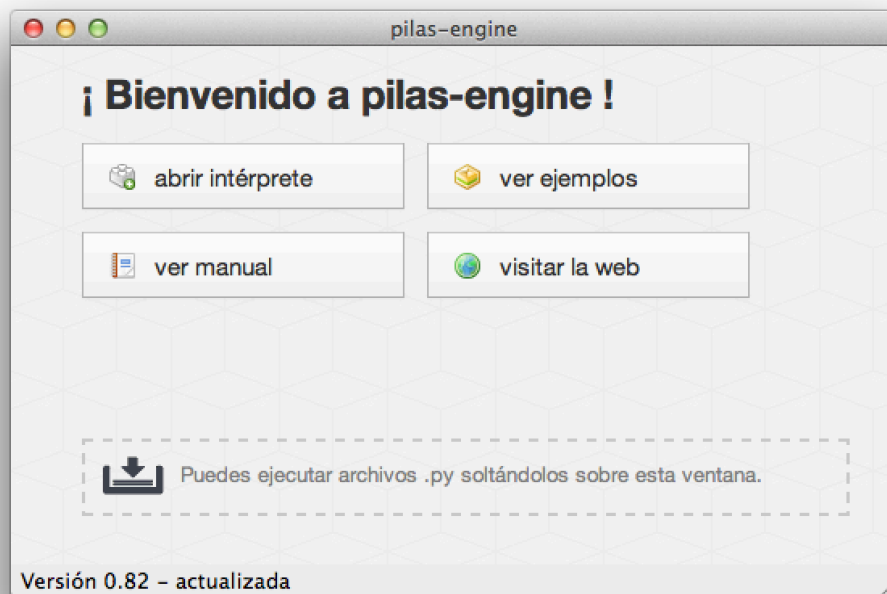 pilas-engine
¡ Bienvenido a pilas-engine !
abrir intérprete
ver ejemplos
ver manual
visitar la web
Puedes ejecutar archivos .py soltándolos sobre esta ventana.
Versión 0.82 – actualizada